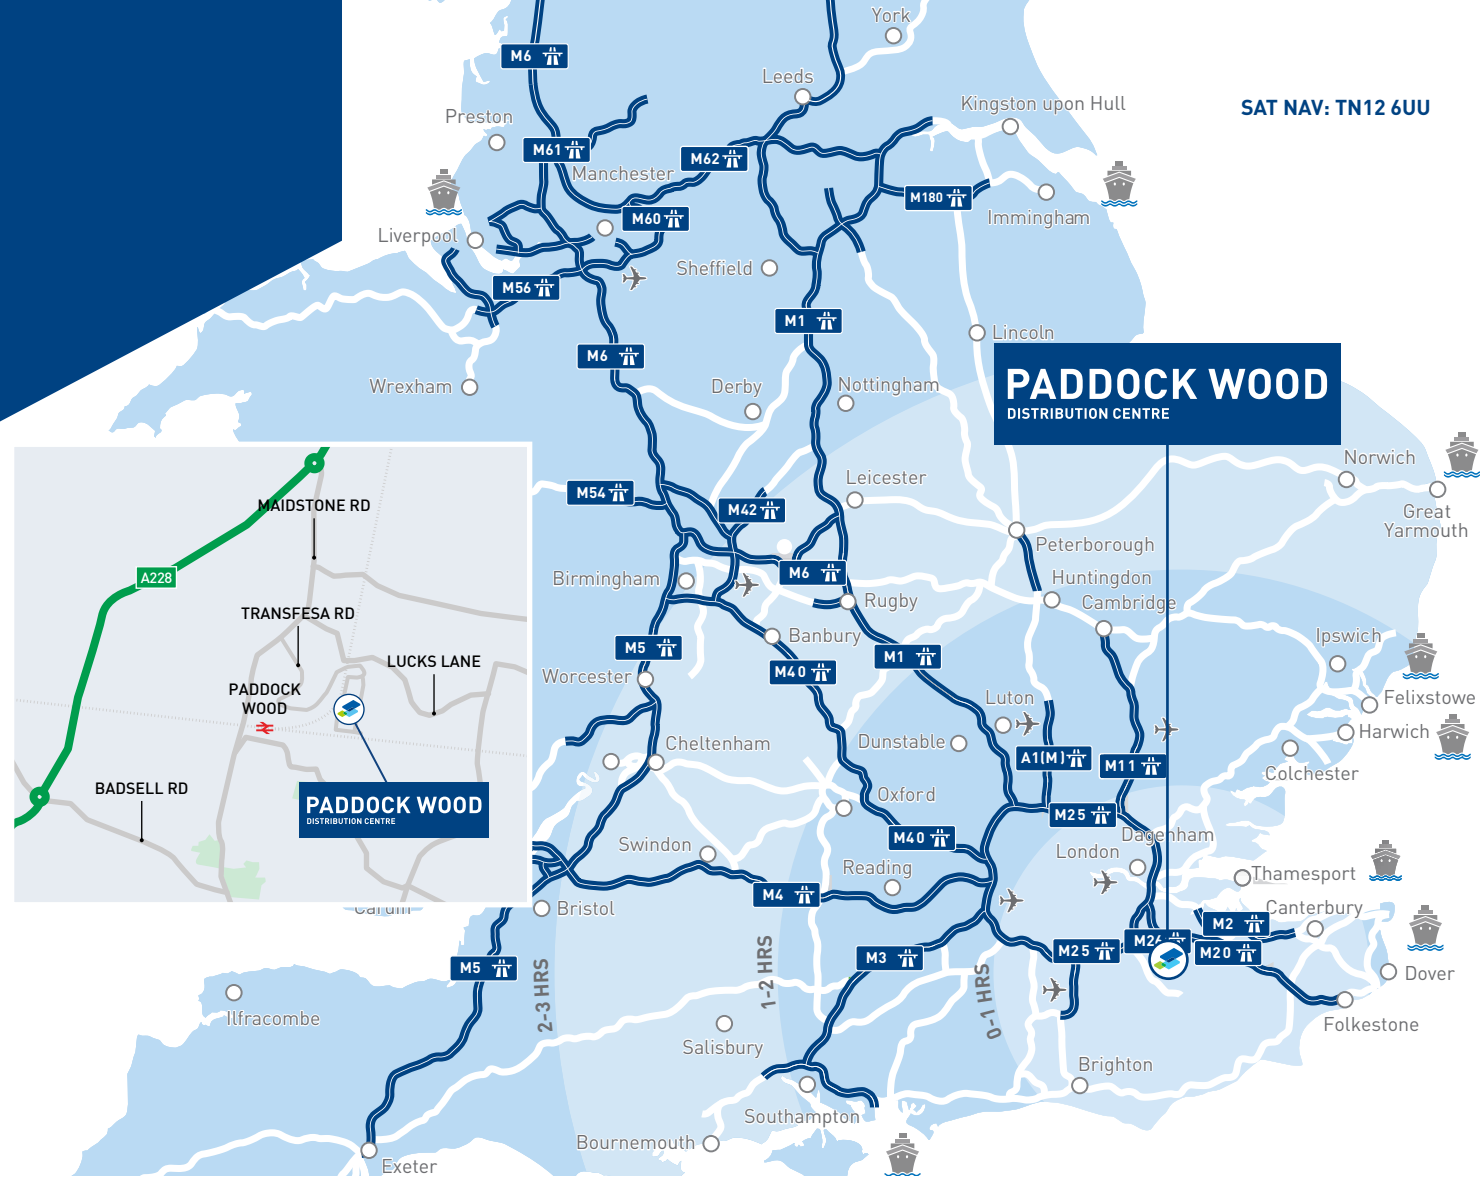 York
M6
Leeds
Kingston upon Hull
SAT NAV: TN12 6UU
Preston
M61
M62
Manchester
M180
M60
Immingham
Liverpool
Sheffield
M56
M1
Lincoln
M6
Wrexham
Derby
Nottingham
PADDOCK WOOD
DISTRIBUTION CENTRE
Norwich
Leicester
M54
M42
Great
Yarmouth
Peterborough
M6
Birmingham
Huntingdon
Cambridge
Rugby
Banbury
Ipswich
M5
M1
M40
Worcester
Luton
Felixstowe
Harwich
Dunstable
Cheltenham
A1(M)
M11
Colchester
Oxford
M25
Dagenham
M40
Swindon
London
Reading
Thamesport
M4
Canterbury
Cardiff
Bristol
M2
M26
M25
M20
M3
M5
Dover
2-3 HRS
1-2 HRS
0-1 HRS
Ilfracombe
Folkestone
Salisbury
Brighton
Southampton
Bournemouth
Exeter
MAIDSTONE RD
A228
TRANSFESA RD
LUCKS LANE
PADDOCK
WOOD
BADSELL RD
PADDOCK WOOD
DISTRIBUTION CENTRE